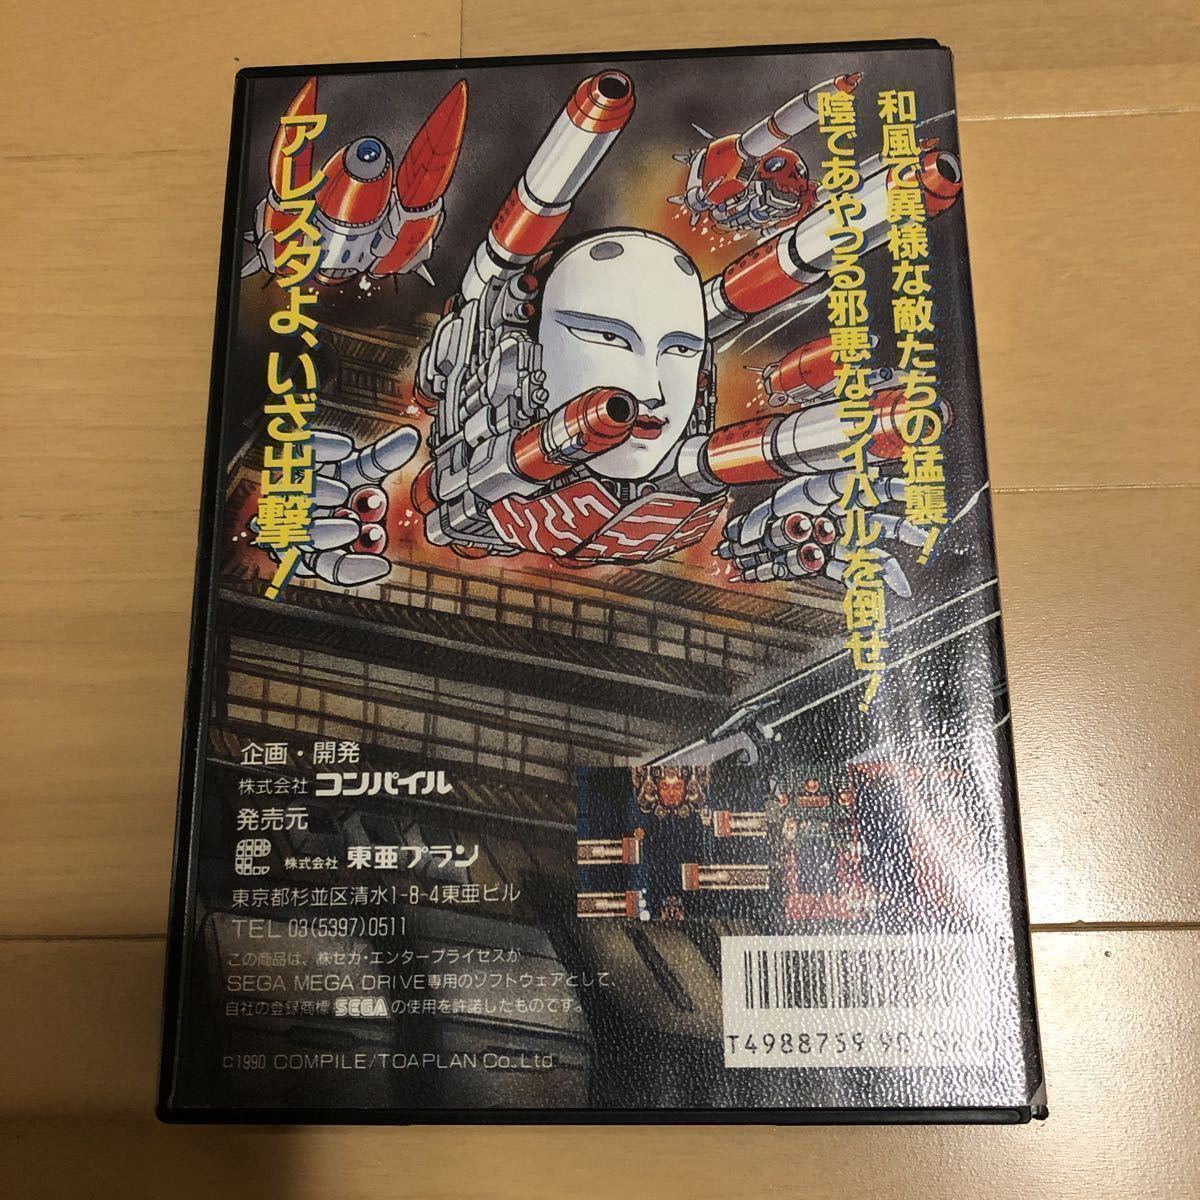 和風で異様な敵たちの猛襲!
陰であやつる邪悪なライバルを倒せ!
アレスタよ、いざ出撃!
企画・開発
株式会社 コンパイル
発売元
株式会社 東亜プラン
東京都杉並区清水1-8-4東亜ビル
TEL 03(5397)0511
この商品は、㈱セガ・エンタープライゼスが
SEGA MEGA DRIVE専用のソフトウェアとして、
自社の登録商標 SEGA の使用を許諾したものです。
©1990 COMPILE/TOAPLAN Co., Ltd.
T4988759